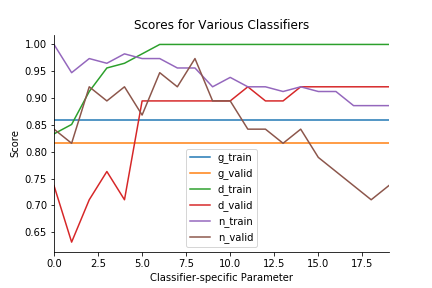 Scores for Various Classifiers
1.00
0.95
0.90
0.85
0.80
0.75
0.70
0.65
Score
g_train
g_valid
d_train
d_valid
n_train
n_valid
0.0 2.5 5.0 7.5 10.0 12.5 15.0 17.5
Classifier-specific Parameter